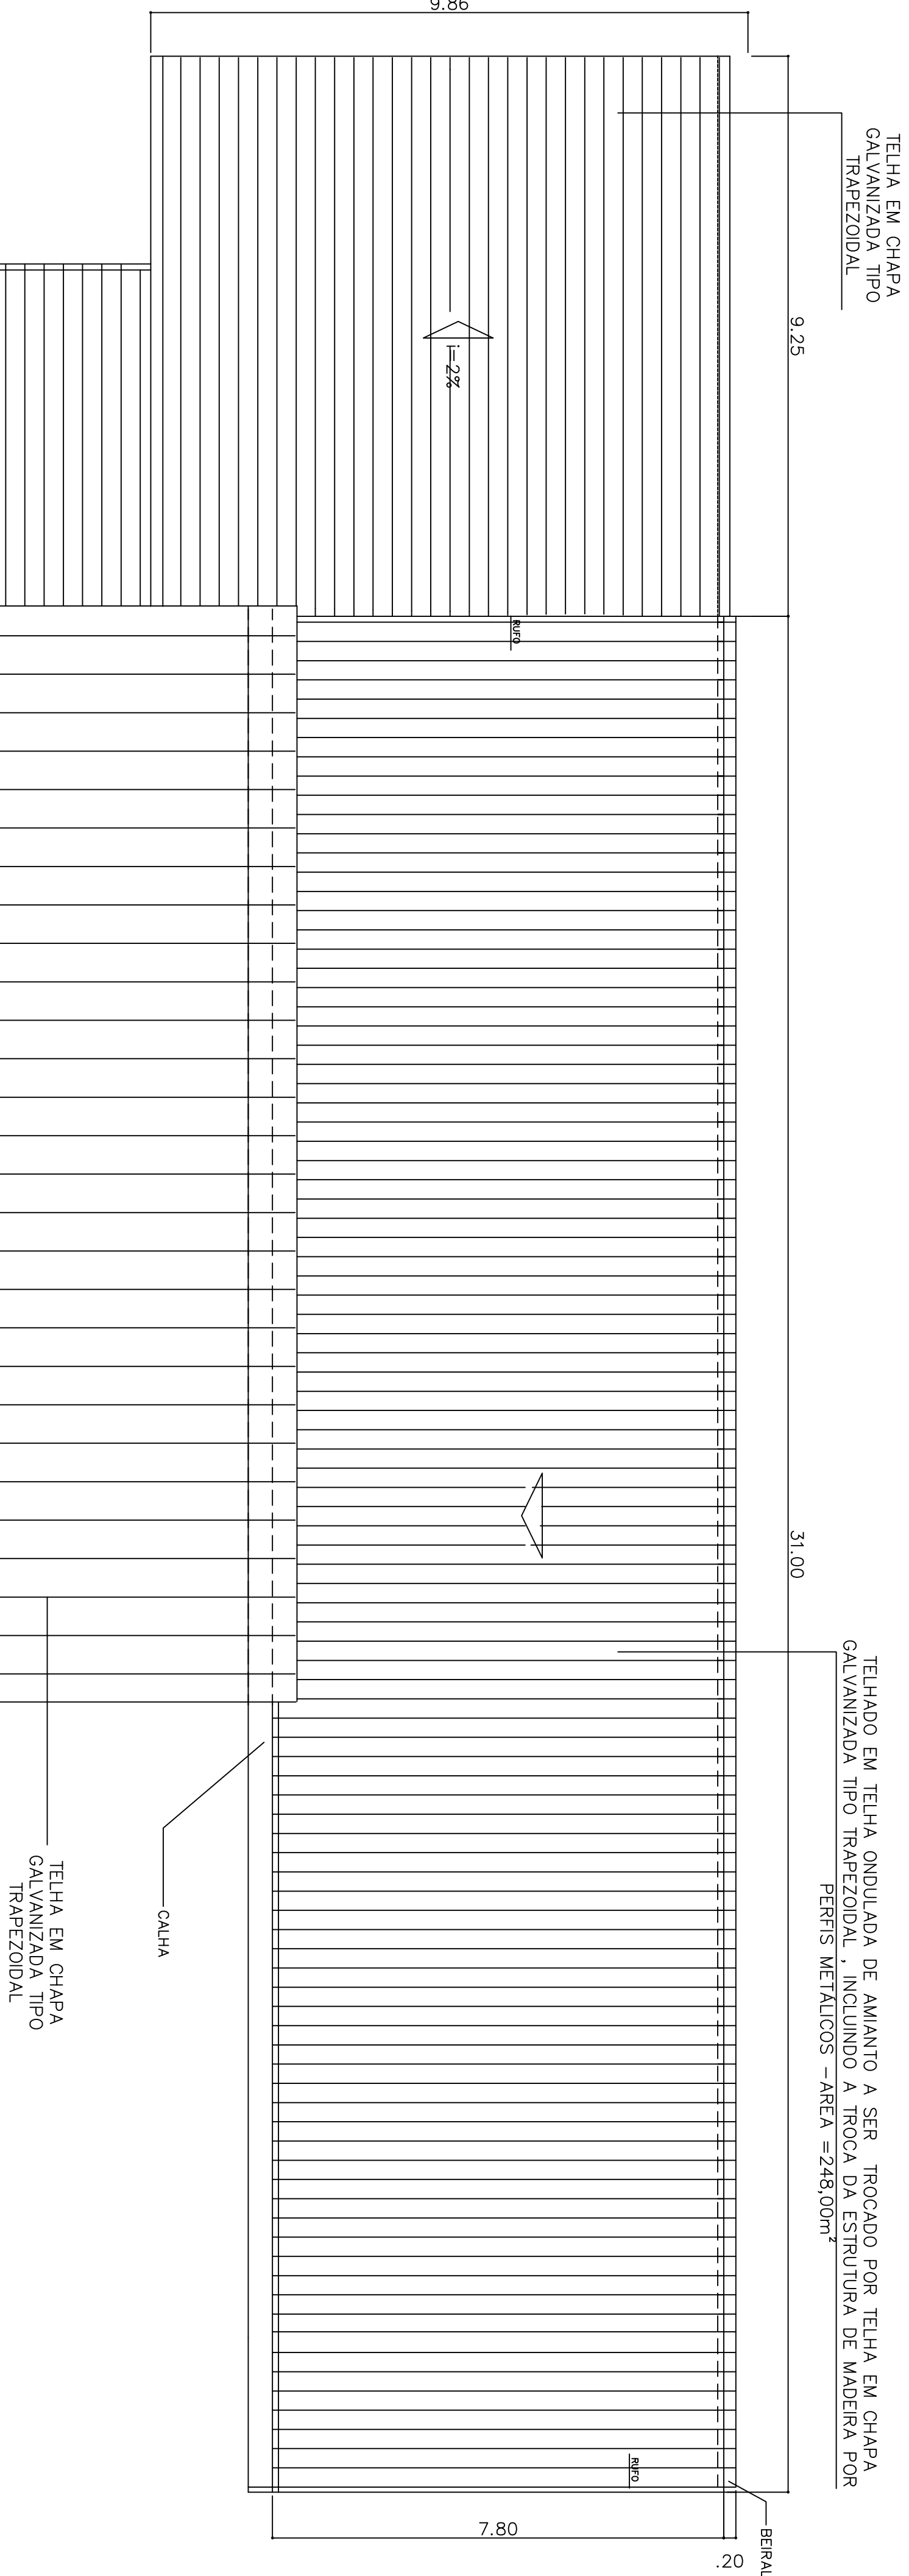 9.86
TELHA EM CHAPA
GALVANIZADA TIPO
TRAPEZOIDAL
9.25
i=2%
RUFO
31.00
TELHADO EM TELHA ONDULADA DE AMIANTO A SER TROCADO POR TELHA EM CHAPA
GALVANIZADA TIPO TRAPEZOIDAL , INCLUINDO A TROCA DA ESTRUTURA DE MADEIRA POR
PERFIS METÁLICOS -AREA =248,00m²
CALHA
TELHA EM CHAPA
GALVANIZADA TIPO
TRAPEZOIDAL
RUFO
7.80
.20
BEIRAL